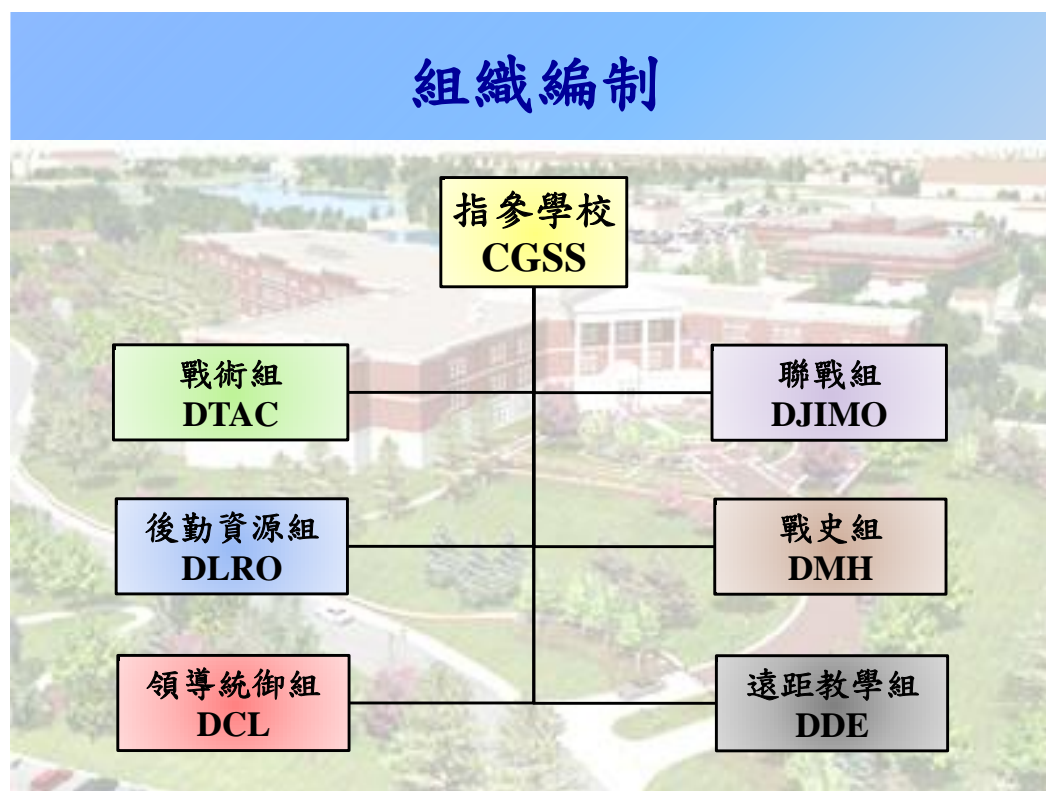 組織編制
指參學校
CGSS
戰術組
DTAC
聯戰組
DJIMO
後勤資源組
DLRO
戰史組
DMH
領導統御組
DCL
遠距教學組
DDE